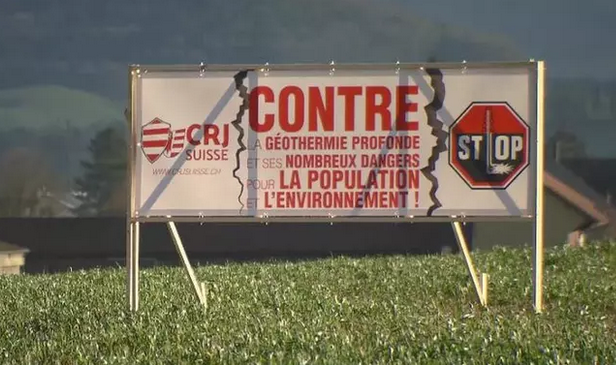 CRJ
SUISSE
WWW.CRJSUISSE.CH
CONTRE
LA GÉOTHERMIE PROFONDE
ET SES NOMBREUX DANGERS
POUR LA POPULATION
ET L'ENVIRONNEMENT !
STOP